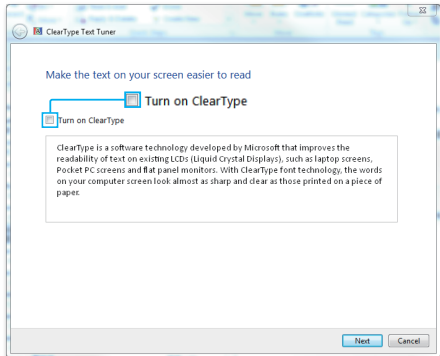 ClearType Text Tuner
Make the text on your screen easier to read
Turn on ClearType
Turn on ClearType
ClearType is a software technology developed by Microsoft that improves the
readability of text on existing LCDs (Liquid Crystal Displays), such as laptop screens,
Pocket PC screens and flat panel monitors. With ClearType font technology, the words
on your computer screen look almost as sharp and clear as those printed on a piece of
paper.
Next Cancel